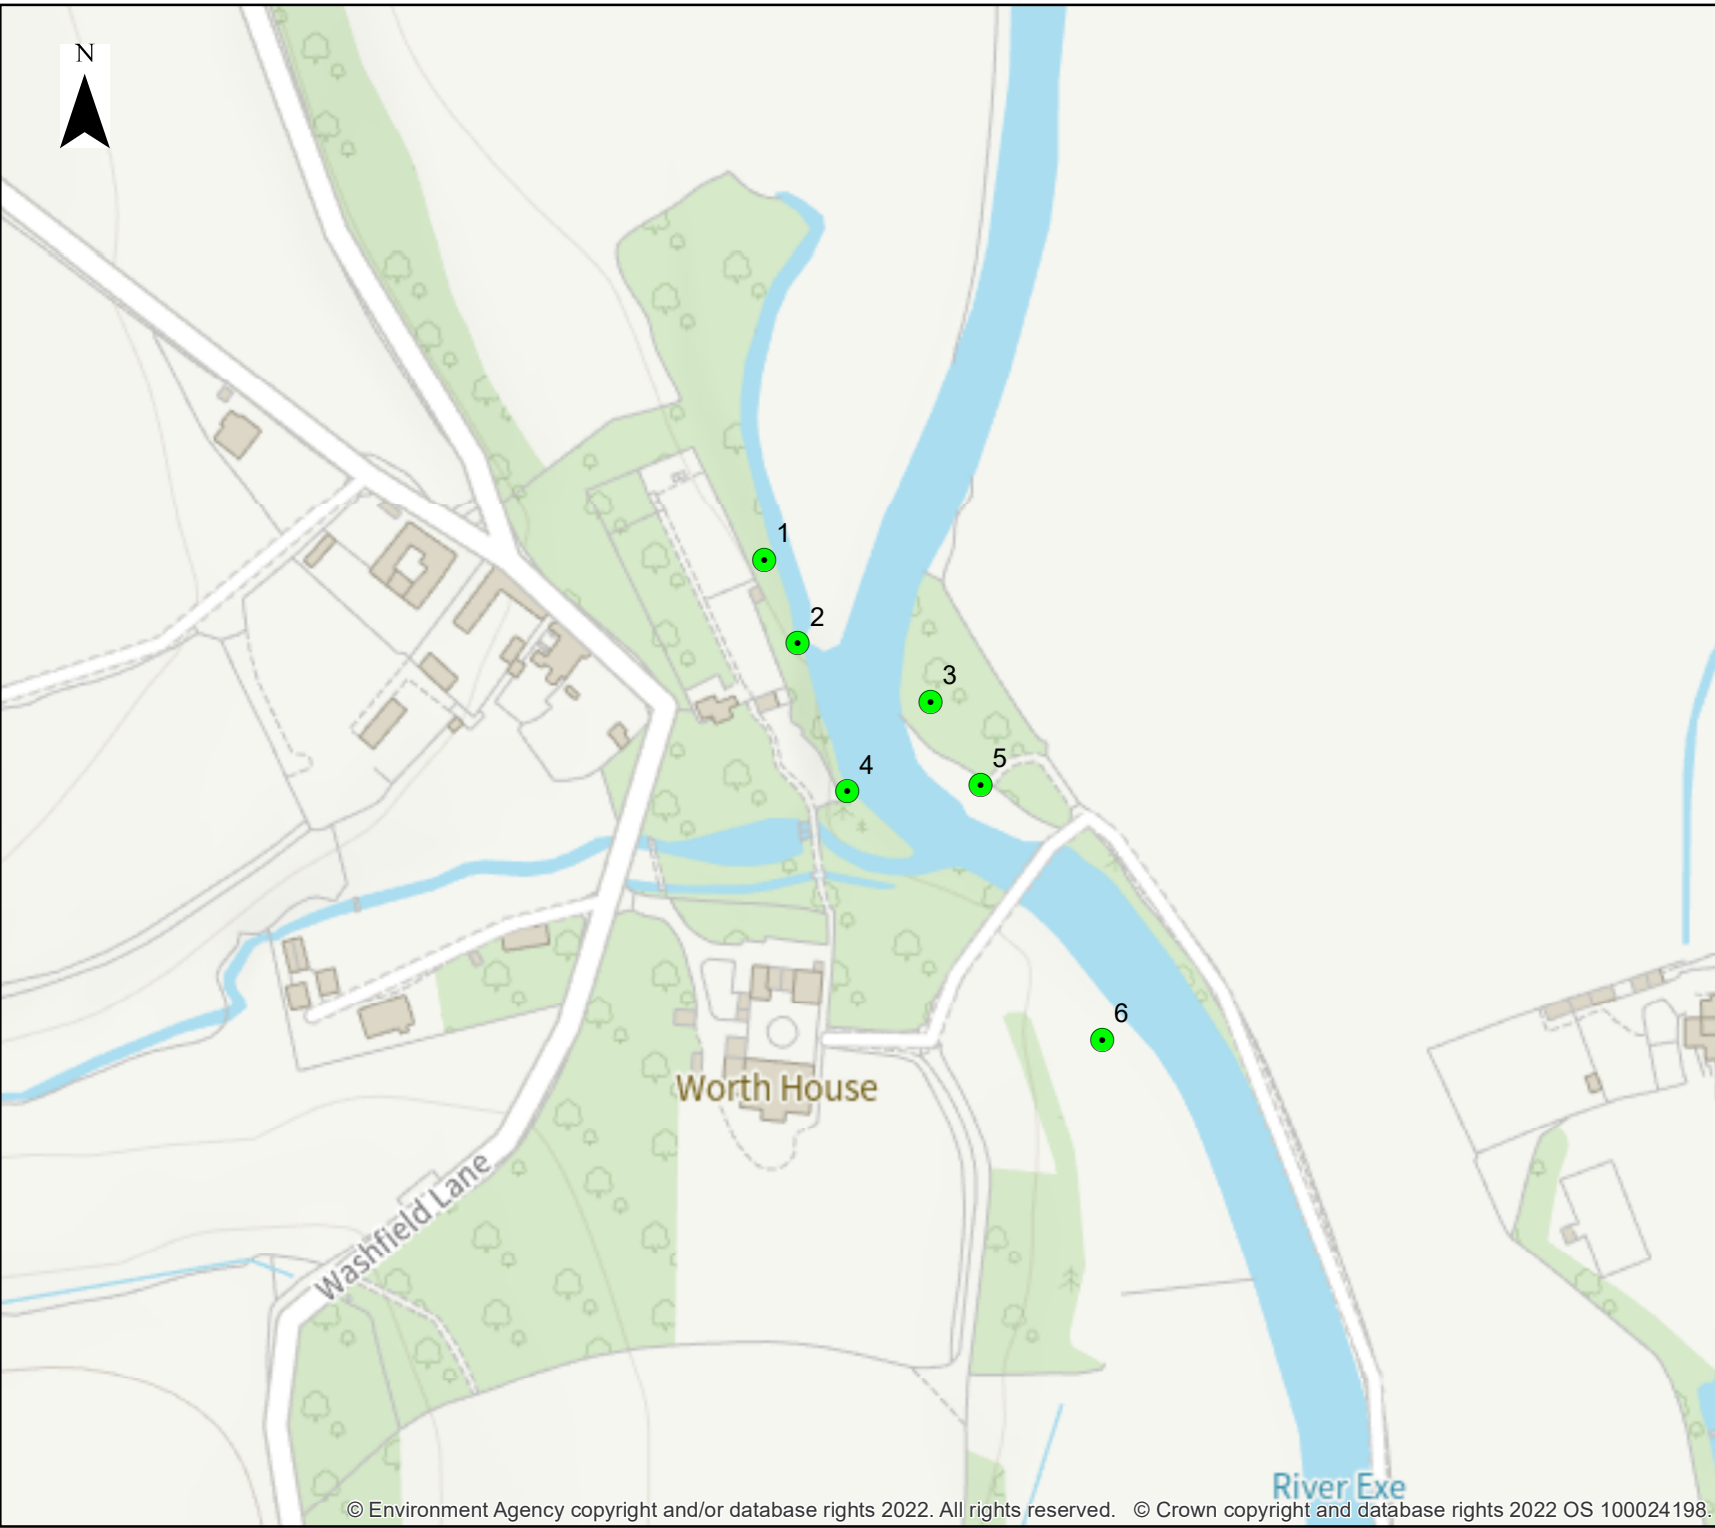 N
1
2
3
4
5
6
Worth House
Washfield Lane
River Exe
© Environment Agency copyright and/or database rights 2022. All rights reserved. © Crown copyright and database rights 2022 OS 100024198.